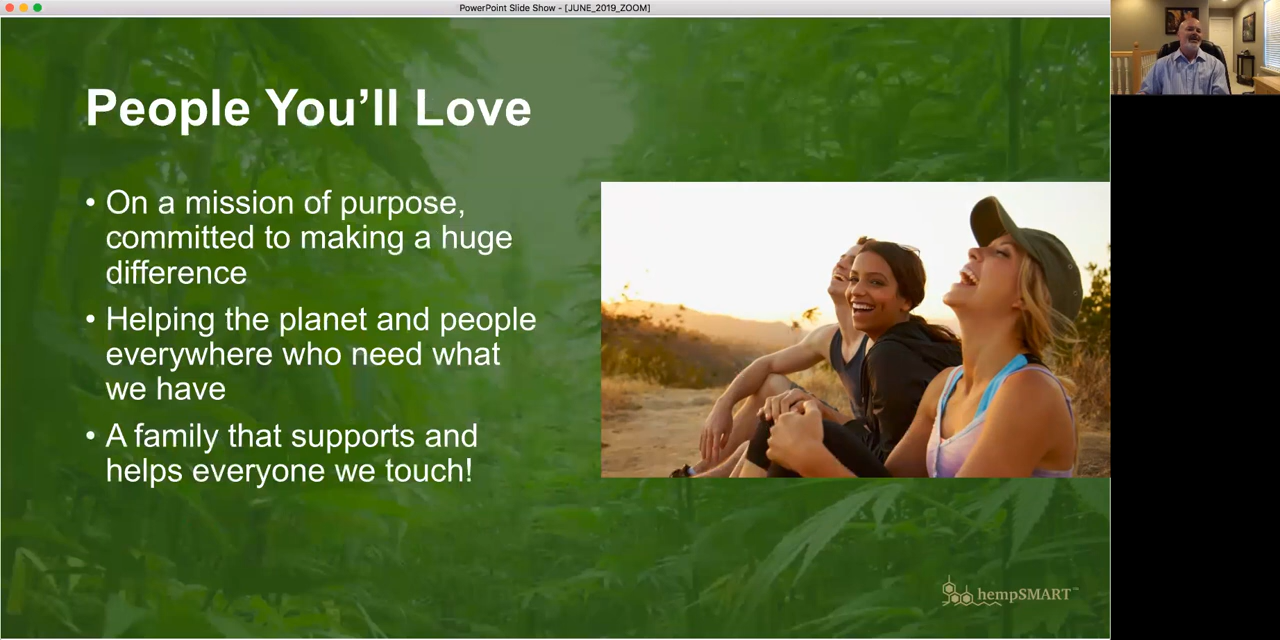 PowerPoint Slide Show - [JUNE_2019_ZOOM]
People You’ll Love
• On a mission of purpose,
committed to making a huge
difference
• Helping the planet and people
everywhere who need what
we have
• A family that supports and
helps everyone we touch!
hempSMART™